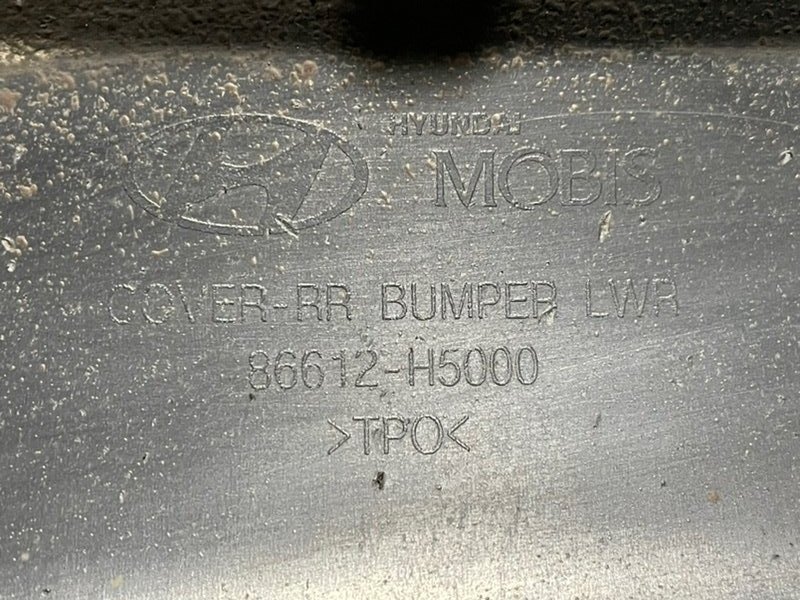 HYUNDAI
MOBIS
COVER-RR BUMPER LWR
86612-H5000
>TPO<